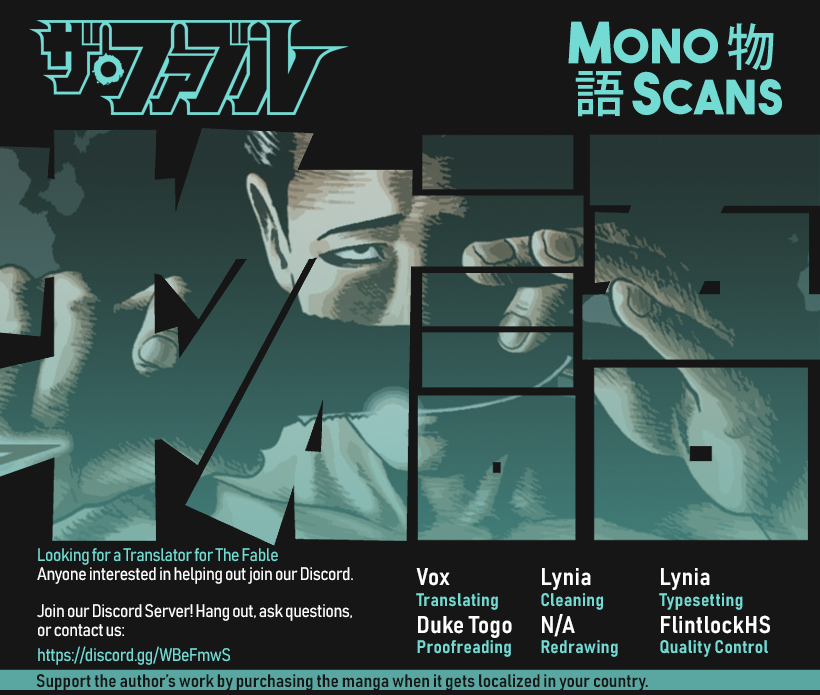 ザ・ファブル
MONO 物
語 SCANS
物語
Looking for a Translator for The Fable
Anyone interested in helping out join our Discord.
Join our Discord Server! Hang out, ask questions,
or contact us:
https://discord.gg/WBeFmwS
Vox
Translating
Duke Togo
Proofreading
Lynia
Cleaning
N/A
Redrawing
Lynia
Typesetting
FlintlockHS
Quality Control
Support the author's work by purchasing the manga when it gets localized in your country.